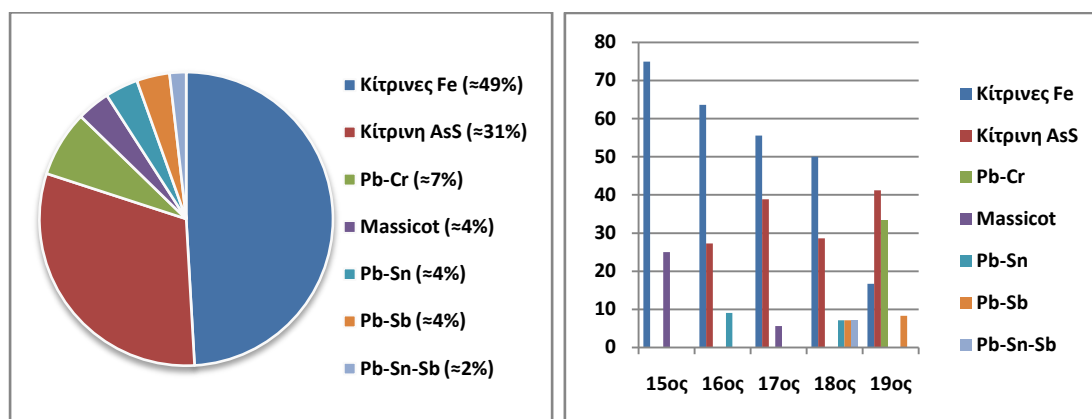 Κίτρινες Fe (≈49%)
Κίτρινη AsS (≈31%)
Pb-Cr (≈7%)
Massicot (≈4%)
Pb-Sn (≈4%)
Pb-Sb (≈4%)
Pb-Sn-Sb (≈2%)
80
70
60
50
40
30
20
10
0
15ος 16ος 17ος 18ος 19ος
Κίτρινες Fe
Κίτρινη AsS
Pb-Cr
Massicot
Pb-Sn
Pb-Sb
Pb-Sn-Sb